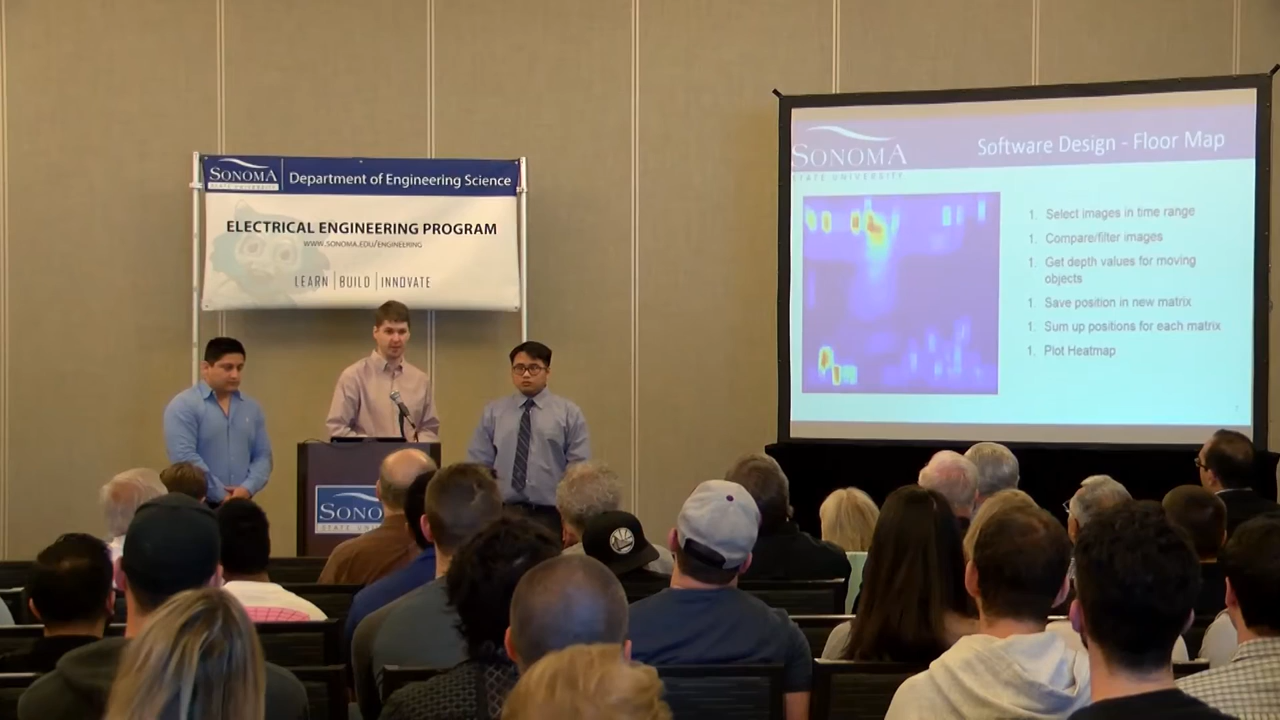 SONOMA
STATE UNIVERSITY
Department of Engineering Science
ELECTRICAL ENGINEERING PROGRAM
WWW.SONOMA.EDU/ENGINEERING
LEARN | BUILD | INNOVATE
SONOMA
STATE UNIVERSITY
Software Design - Floor Map
1. Select images in time range
1. Compare/filter images
1. Get depth values for moving
objects
1. Save position in new matrix
1. Sum up positions for each matrix
1. Plot Heatmap
SONO
STATE UNIVERSITY